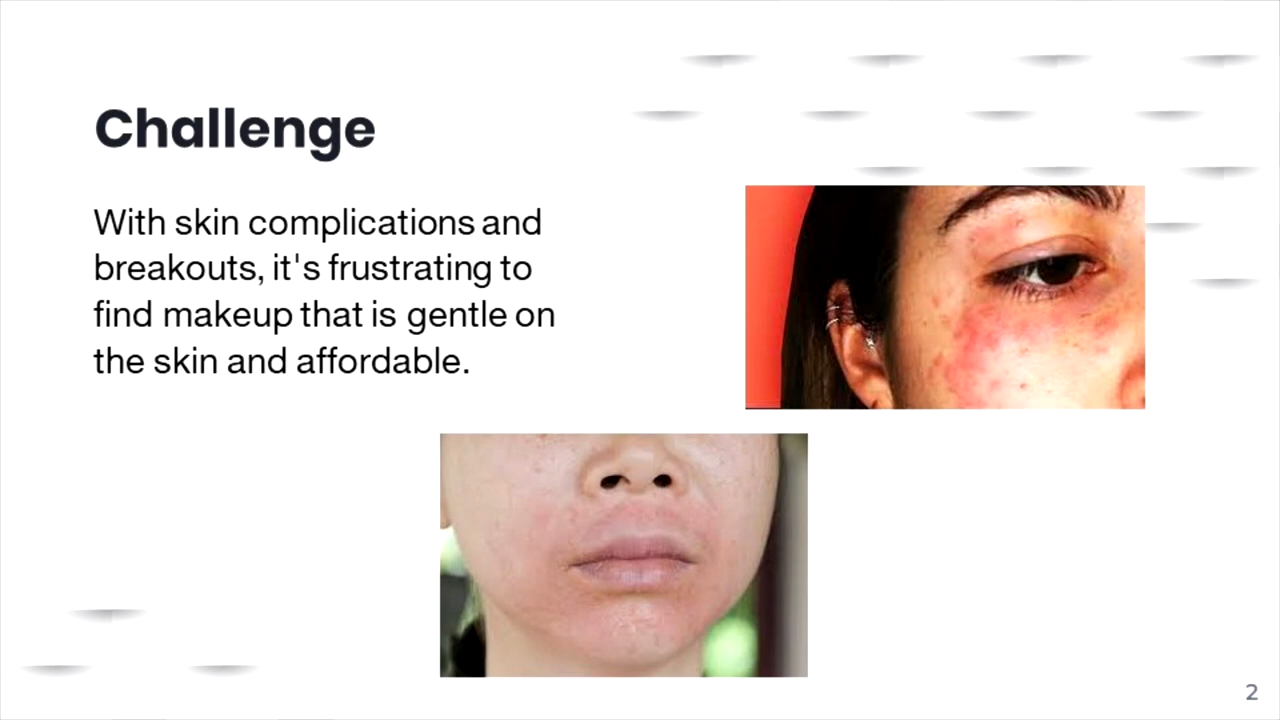 Challenge
With skin complications and
breakouts, it's frustrating to
find makeup that is gentle on
the skin and affordable.
2